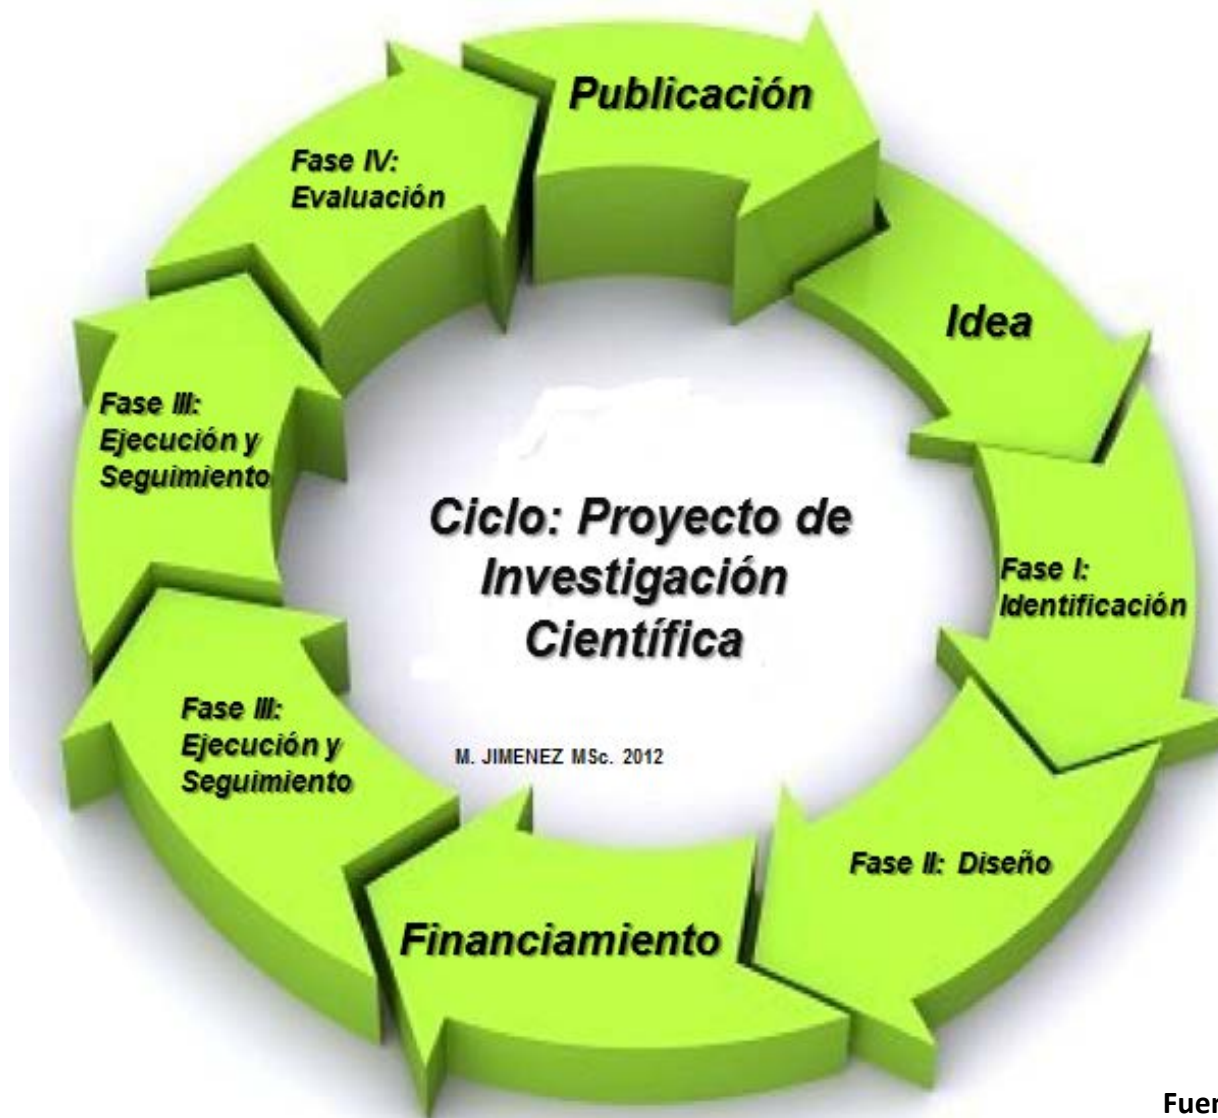 Publicación
Idea
Fase I:
Identificación
Fase II: Diseño
Financiamiento
Fase III:
Ejecución y
Seguimiento
Fase III:
Ejecución y
Seguimiento
Fase IV:
Evaluación
Ciclo: Proyecto de
Investigación
Científica
M. JIMENEZ MSc. 2012